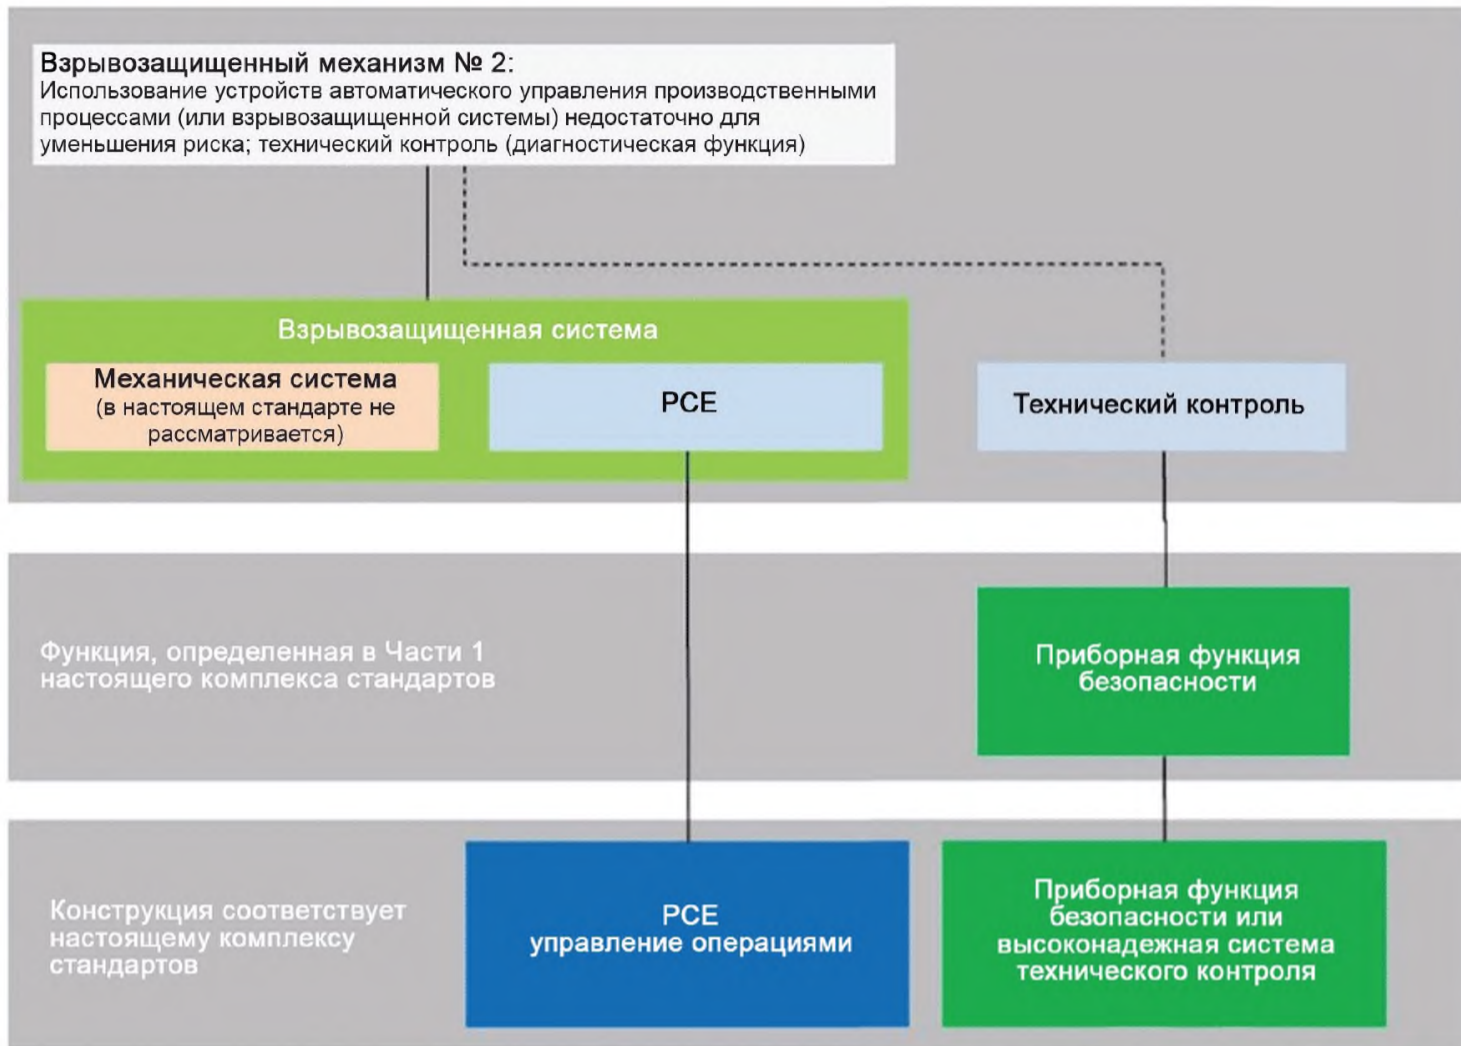 Взрывозащищенный механизм № 2:
Использование устройств автоматического управления производственными
процессами (или взрывозащищенной системы) недостаточно для
уменьшения риска; технический контроль (диагностическая функция)
Взрывозащищенная система
Механическая система
(в настоящем стандарте не
рассматривается)
PCE
Технический контроль
Функция, определенная в Части 1
настоящего комплекса стандартов
Приборная функция
безопасности
Конструкция соответствует
настоящему комплексу
стандартов
PCE
управление операциями
Приборная функция
безопасности или
высоконадежная система
технического контроля